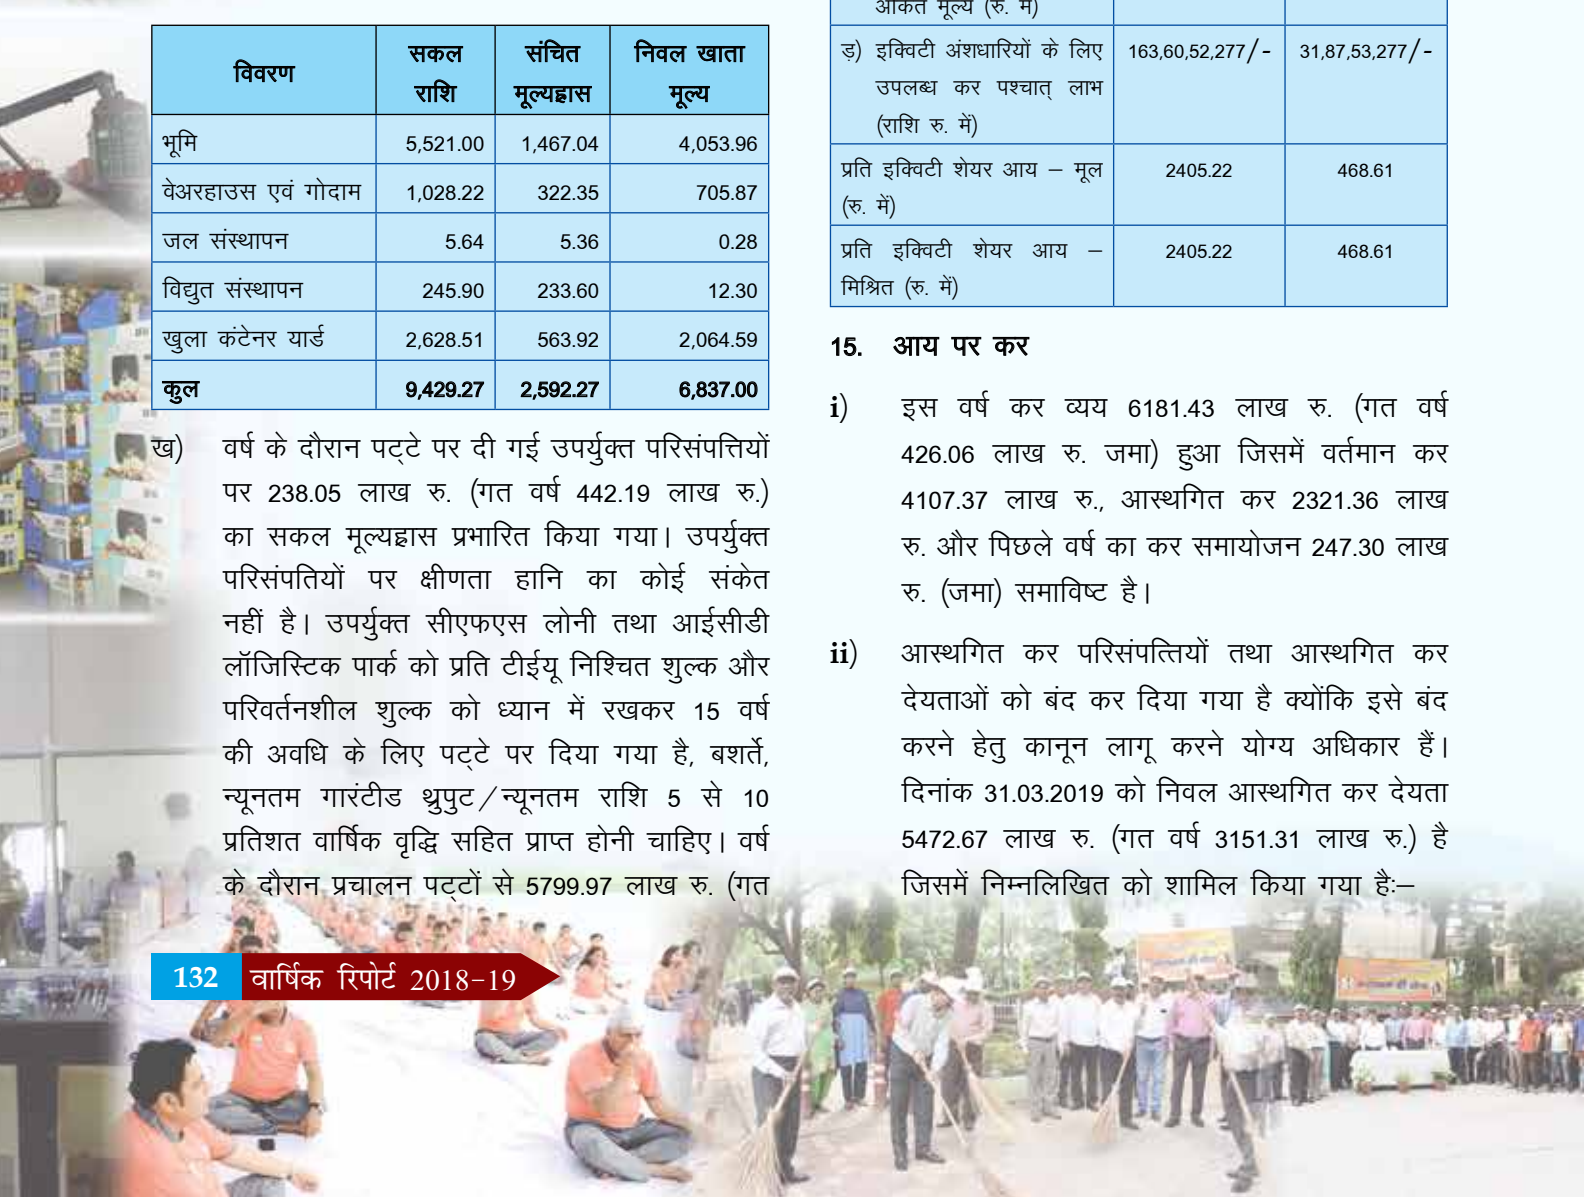 विवरण सकल राशि संचित मूल्यह्रास निवल खाता मूल्य
भूमि 5,521.00 1,467.04 4,053.96
वेअरहाउस एवं गोदाम 1,028.22 322.35 705.87
जल संस्थापन 5.64 5.36 0.28
विद्युत संस्थापन 245.90 233.60 12.30
खुला कंटेनर यार्ड 2,628.51 563.92 2,064.59
कुल 9,429.27 2,592.27 6,837.00
ख) वर्ष के दौरान पट्टे पर दी गई उपर्युक्त परिसंपत्तियों
पर 238.05 लाख रु. (गत वर्ष 442.19 लाख रु.)
का सकल मूल्यह्रास प्रभारित किया गया। उपर्युक्त
परिसंपतियों पर क्षीणता हानि का कोई संकेत
नहीं है। उपर्युक्त सीएफएस लोनी तथा आईसीडी
लॉजिस्टिक पार्क को प्रति टीईयू निश्चित शुल्क और
परिवर्तनशील शुल्क को ध्यान में रखकर 15 वर्ष
की अवधि के लिए पट्टे पर दिया गया है, बशर्ते,
न्यूनतम गारंटीड थ्रुपुट/न्यूनतम राशि 5 से 10
प्रतिशत वार्षिक वृद्धि सहित प्राप्त होनी चाहिए। वर्ष
के दौरान प्रचालन पट्टों से 5799.97 लाख रु. (गत
अंकित मूल्य (रु. में)
ड़) इक्विटी अंशधारियों के लिए 163,60,52,277/- 31,87,53,277/-
उपलब्ध कर पश्चात् लाभ
(राशि रु. में)
प्रति इक्विटी शेयर आय – मूल 2405.22 468.61
(रु. में)
प्रति इक्विटी शेयर आय – 2405.22 468.61
मिश्रित (रु. में)
15. आय पर कर
i) इस वर्ष कर व्यय 6181.43 लाख रु. (गत वर्ष
426.06 लाख रु. जमा) हुआ जिसमें वर्तमान कर
4107.37 लाख रु., आस्थगित कर 2321.36 लाख
रु. और पिछले वर्ष का कर समायोजन 247.30 लाख
रु. (जमा) समाविष्ट है।
ii) आस्थगित कर परिसंपत्तियों तथा आस्थगित कर
देयताओं को बंद कर दिया गया है क्योंकि इसे बंद
करने हेतु कानून लागू करने योग्य अधिकार हैं।
दिनांक 31.03.2019 को निवल आस्थगित कर देयता
5472.67 लाख रु. (गत वर्ष 3151.31 लाख रु.) है
जिसमें निम्नलिखित को शामिल किया गया है:–
132 वार्षिक रिपोर्ट 2018-19